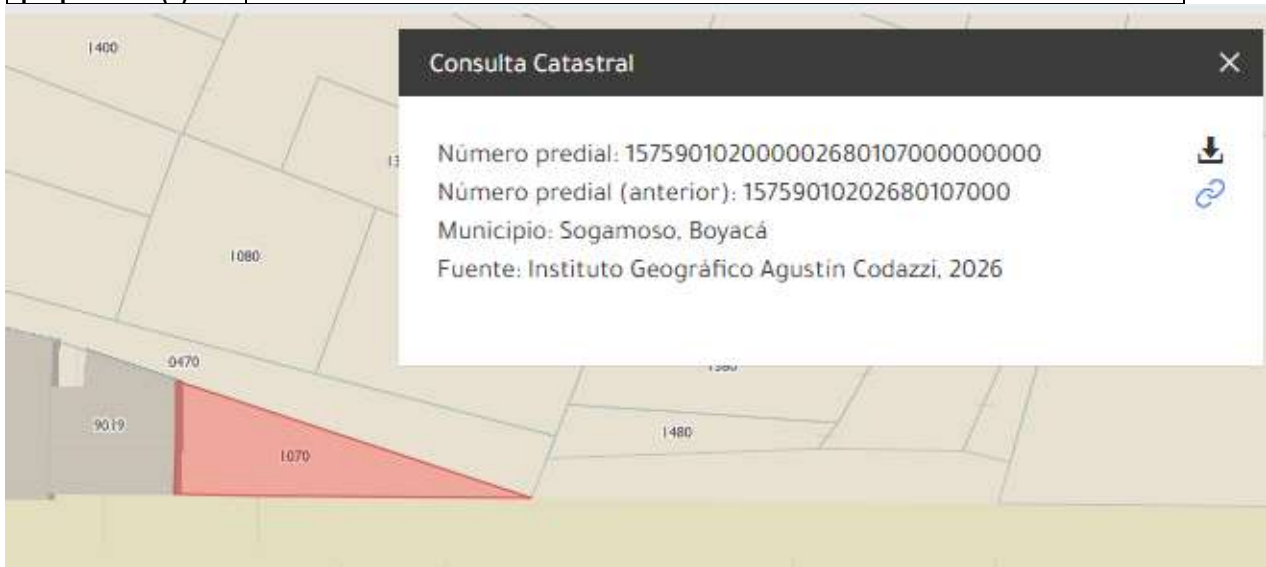 1400
Consulta Catastral
Número predial: 157590102000002680107000000000
Número predial (anterior): 15759010202680107000
Municipio: Sogamoso, Boyacá
Fuente: Instituto Geográfico Agustín Codazzi, 2026
1080
0470
9019
1070
1480